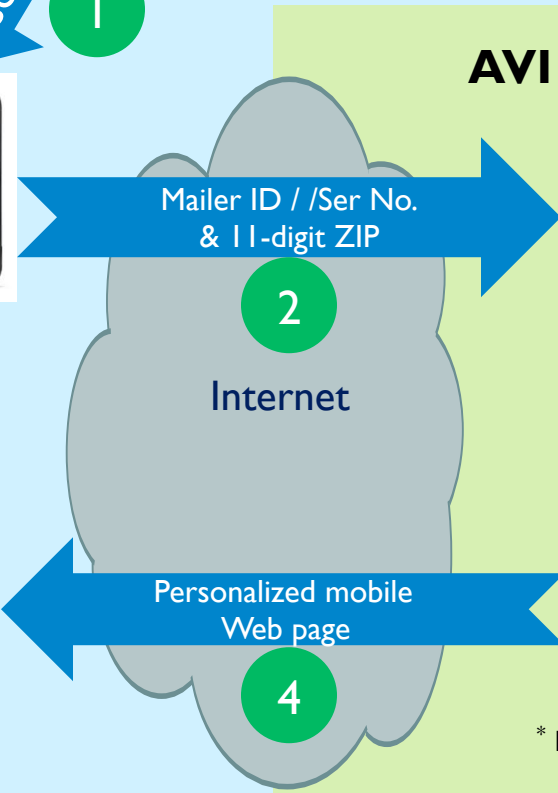 1
AVI
Mailer ID / /Ser No.
& 11-digit ZIP
2
Internet
Personalized mobile
Web page
4
*